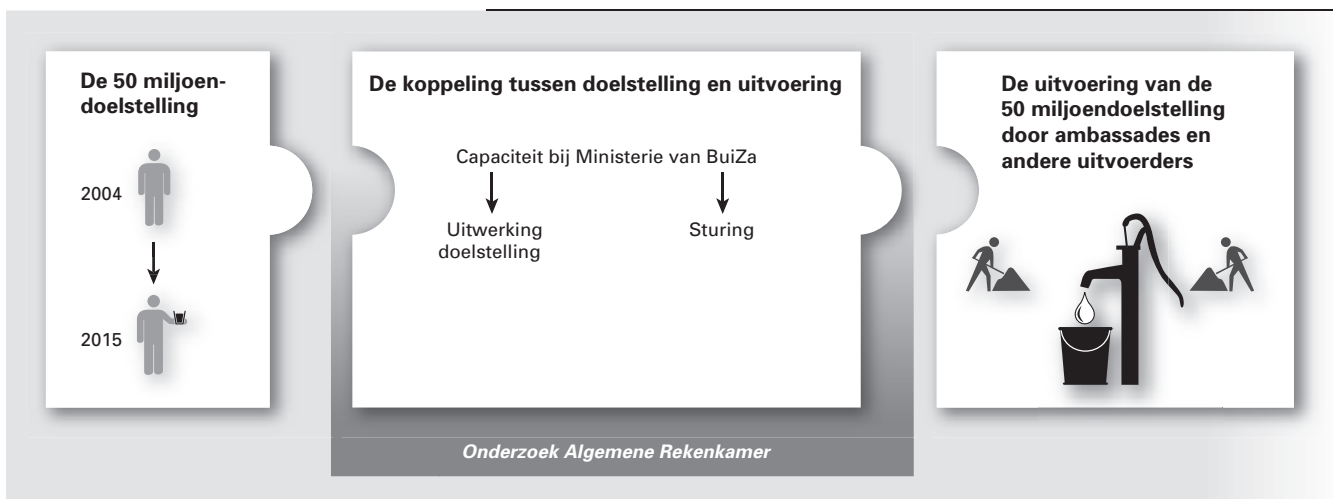 De 50 miljoen-
doelstelling
2004
2015
De koppeling tussen doelstelling en uitvoering
Capaciteit bij Ministerie van BuiZa
Uitwerking
doelstelling
Sturing
De uitvoering van de
50 miljoendoelstelling
door ambassades en
andere uitvoerders
Onderzoek Algemene Rekenkamer